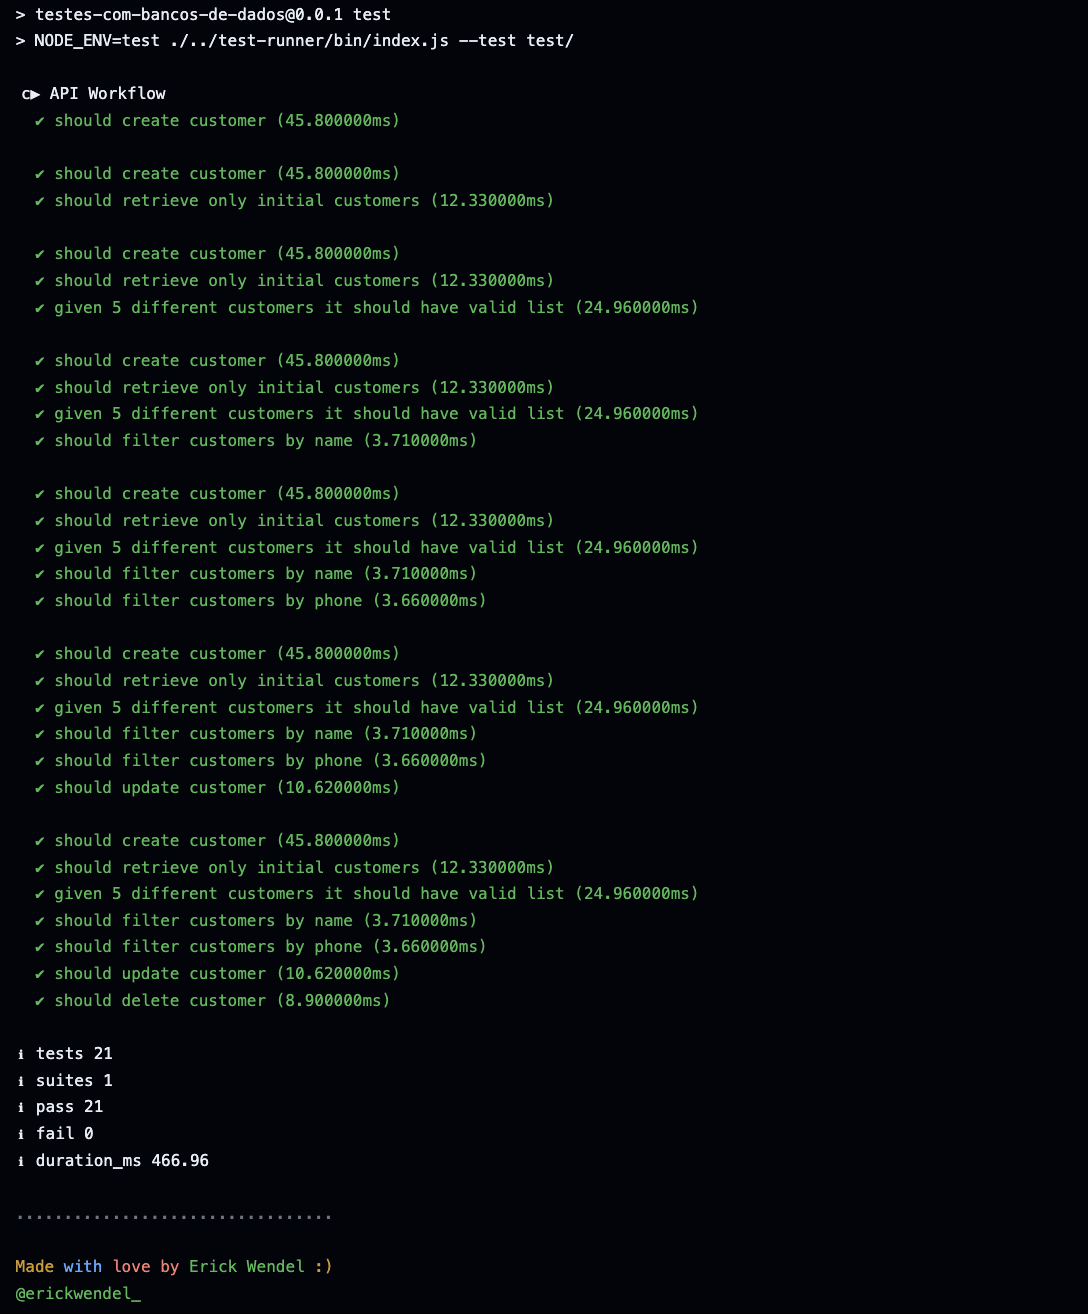 > testes-com-bancos-de-dados@0.0.1 test
> NODE_ENV=test ./../test-runner/bin/index.js --test test/
c▶ API Workflow
✔ should create customer (45.800000ms)
✔ should create customer (45.800000ms)
✔ should retrieve only initial customers (12.330000ms)
✔ should create customer (45.800000ms)
✔ should retrieve only initial customers (12.330000ms)
✔ given 5 different customers it should have valid list (24.960000ms)
✔ should create customer (45.800000ms)
✔ should retrieve only initial customers (12.330000ms)
✔ given 5 different customers it should have valid list (24.960000ms)
✔ should filter customers by name (3.710000ms)
✔ should create customer (45.800000ms)
✔ should retrieve only initial customers (12.330000ms)
✔ given 5 different customers it should have valid list (24.960000ms)
✔ should filter customers by name (3.710000ms)
✔ should filter customers by phone (3.660000ms)
✔ should create customer (45.800000ms)
✔ should retrieve only initial customers (12.330000ms)
✔ given 5 different customers it should have valid list (24.960000ms)
✔ should filter customers by name (3.710000ms)
✔ should filter customers by phone (3.660000ms)
✔ should update customer (10.620000ms)
✔ should create customer (45.800000ms)
✔ should retrieve only initial customers (12.330000ms)
✔ given 5 different customers it should have valid list (24.960000ms)
✔ should filter customers by name (3.710000ms)
✔ should filter customers by phone (3.660000ms)
✔ should update customer (10.620000ms)
✔ should delete customer (8.900000ms)
ℹ tests 21
ℹ suites 1
ℹ pass 21
ℹ fail 0
ℹ duration_ms 466.96
.................................
Made with love by Erick Wendel :)
@erickwendel_